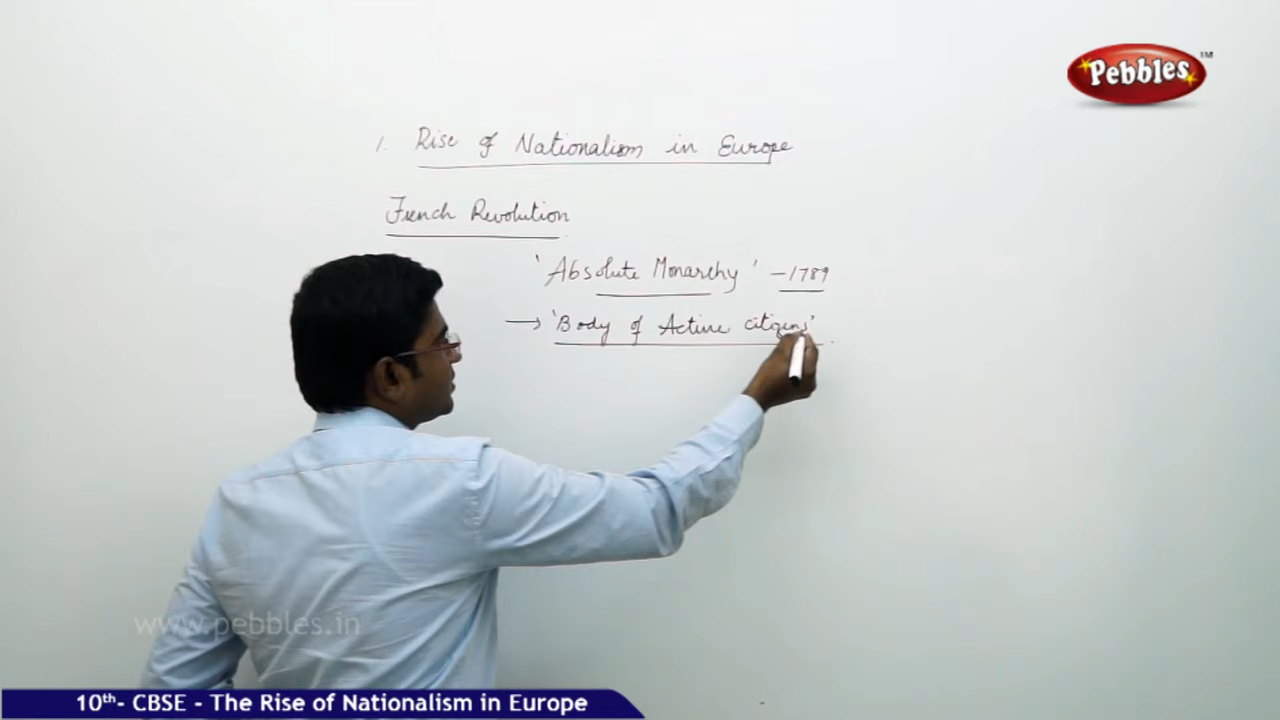 Pebbles™
1. Rise of Nationalism in Europe
French Revolution
'Absolute Monarchy' - 1789
→ 'Body of Active citizens'
www.pebbles.in
10th- CBSE - The Rise of Nationalism in Europe